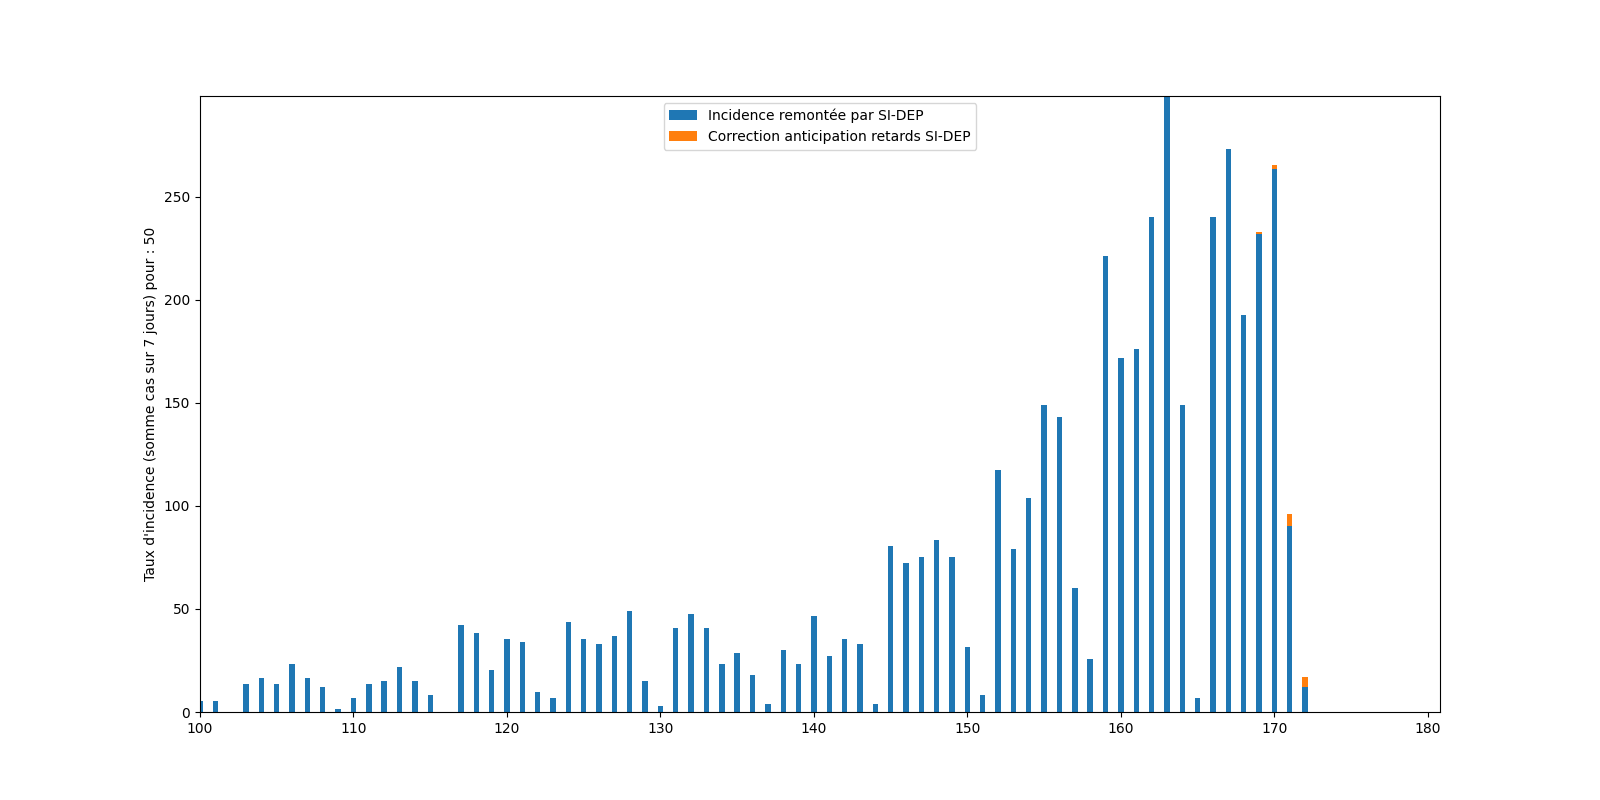 Incidence remontée par SI-DEP
Correction anticipation retards SI-DEP
Taux d'incidence (somme cas sur 7 jours) pour : 50
250
200
150
100
50
0
100 110 120 130 140 150 160 170 180